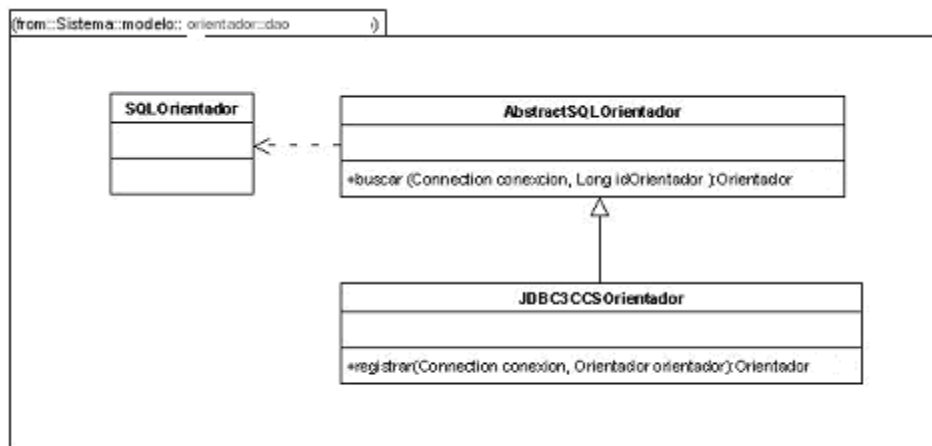 (from::Sistema::modelo:: orientador::dao )
SQLOrientador
AbstractSQLOrientador
+buscar (Connection conexcion, Long idOrientador ):Orientador
JDBC3CCSOrientador
+registrar(Connection conexion, Orientador orientador):Orientador